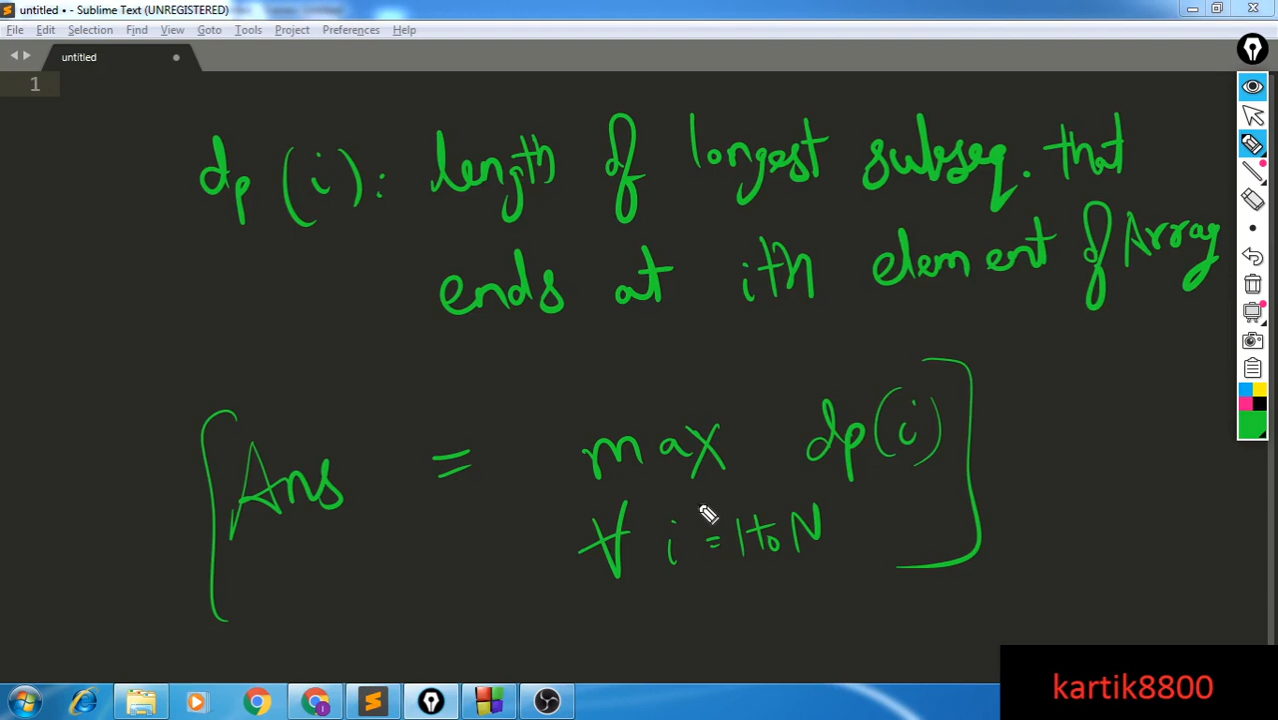 untitled • - Sublime Text (UNREGISTERED)
File Edit Selection Find View Goto Tools Project Preferences Help
untitled
1
dp (i): length of longest subseq. that
ends at ith element of Array
Ans = max dp(i)
∀ i = 1 to N
kartik8800